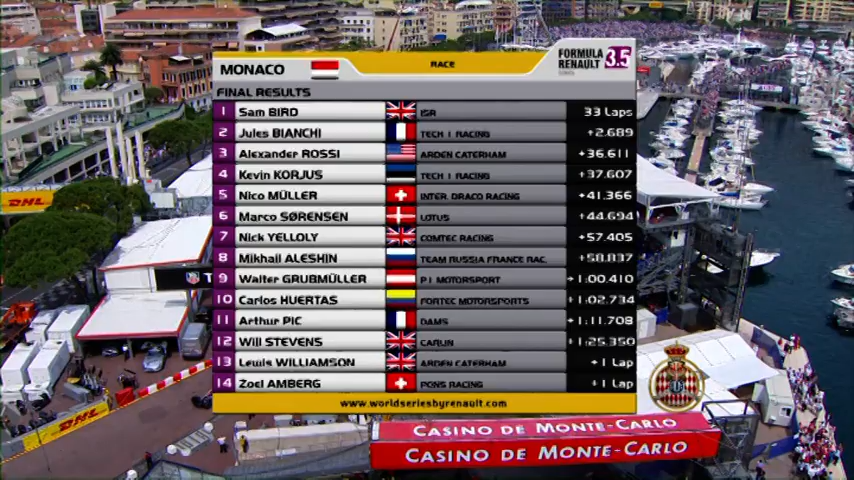 MONACO
RACE
FORMULA RENAULT 3.5
FINAL RESULTS
1 Sam BIRD ISR 33 Laps
2 Jules BIANCHI TECH 1 RACING +2.689
3 Alexander ROSSI ARDEN CATERHAM +36.611
4 Kevin KORJUS TECH 1 RACING +37.607
5 Nico MÜLLER INTER. DRACO RACING +41.366
6 Marco SØRENSEN LOTUS +44.694
7 Nick YELLOLY COMTEC RACING +57.405
8 Mikhail ALESHIN TEAM RUSSIA FRANCE RAC. +58.837
9 Walter GRUBMÜLLER P1 MOTORSPORT +1:00.410
10 Carlos HUERTAS FORTEC MOTORSPORTS +1:02.734
11 Arthur PIC DAMS +1:11.708
12 Will STEVENS CARLIN +1:25.350
13 Lewis WILLIAMSON ARDEN CATERHAM +1 Lap
14 Zoel AMBERG PONS RACING +1 Lap
www.worldseriesbyrenault.com
DHL
DHL
CASINO DE MONTE-CARLO
CASINO DE MONTE-CARLO